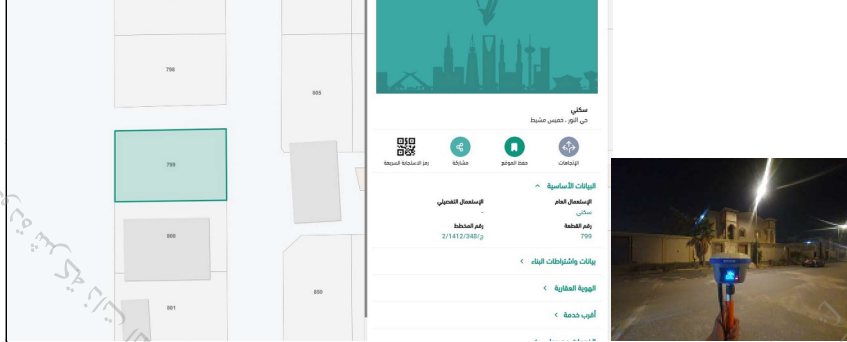 798
805
799
800
801
850
سكني
حي النور ، خميس مشيط
الإتجاهات
حفظ الموقع
مشاركة
رمز الاستجابة السريعة
البيانات الأساسية
الإستعمال العام
سكني
الإستعمال التفصيلي
-
رقم القطعة
799
رقم المخطط
2/1412/348/ج
بيانات واشتراطات البناء
الهوية العقارية
أقرب خدمة